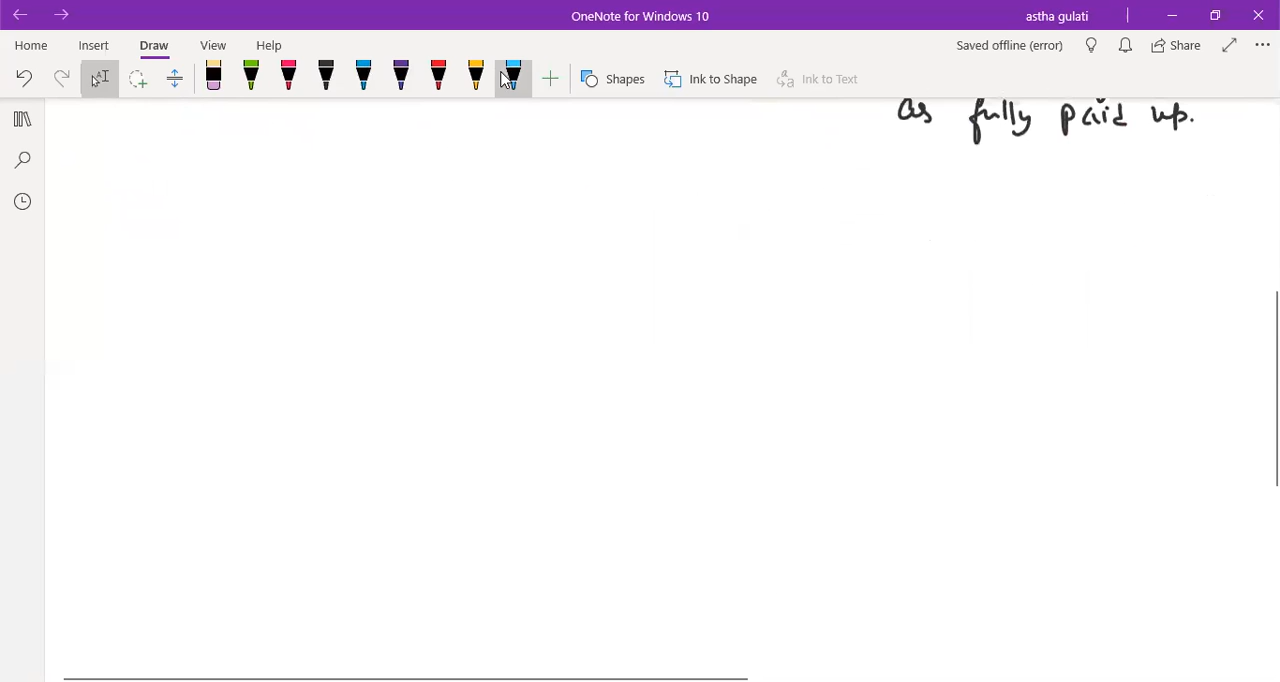 OneNote for Windows 10
astha gulati
Home Insert Draw View Help
Saved offline (error) Share
Shapes Ink to Shape Ink to Text
as fully paid up.